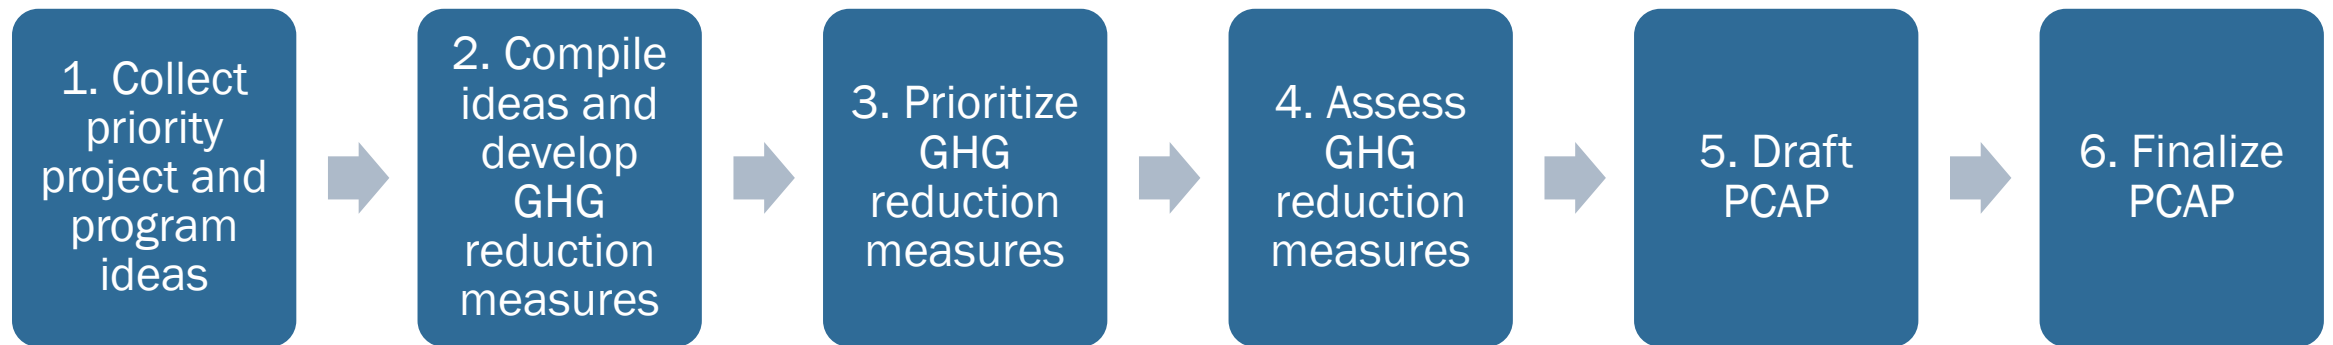 1. Collect
priority
project and
program
ideas
2. Compile
ideas and
develop
GHG
reduction
measures
3. Prioritize
GHG
reduction
measures
4. Assess
GHG
reduction
measures
5. Draft
PCAP
6. Finalize
PCAP